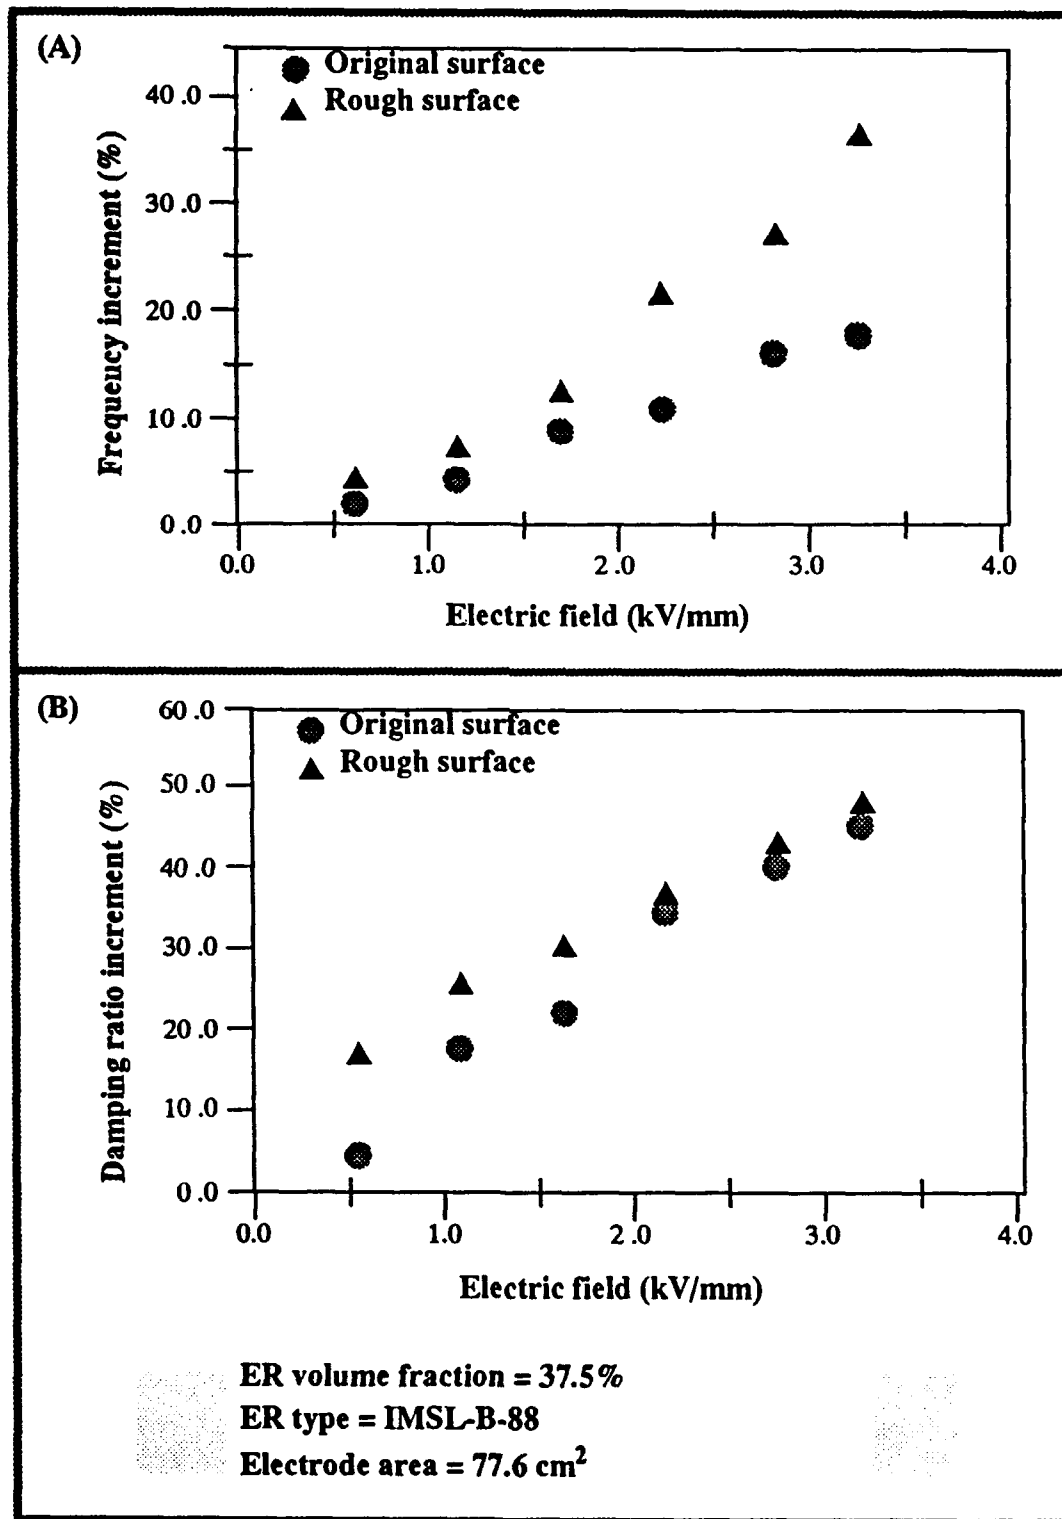 (A)
Original surface
Rough surface
40.0
30.0
20.0
10.0
0.0
Frequency increment (%)
0.0 1.0 2.0 3.0 4.0
Electric field (kV/mm)
(B)
Original surface
Rough surface
60.0
50.0
40.0
30.0
20.0
10.0
0.0
Damping ratio increment (%)
0.0 1.0 2.0 3.0 4.0
Electric field (kV/mm)
ER volume fraction = 37.5%
ER type = IMSL-B-88
Electrode area = 77.6 cm²